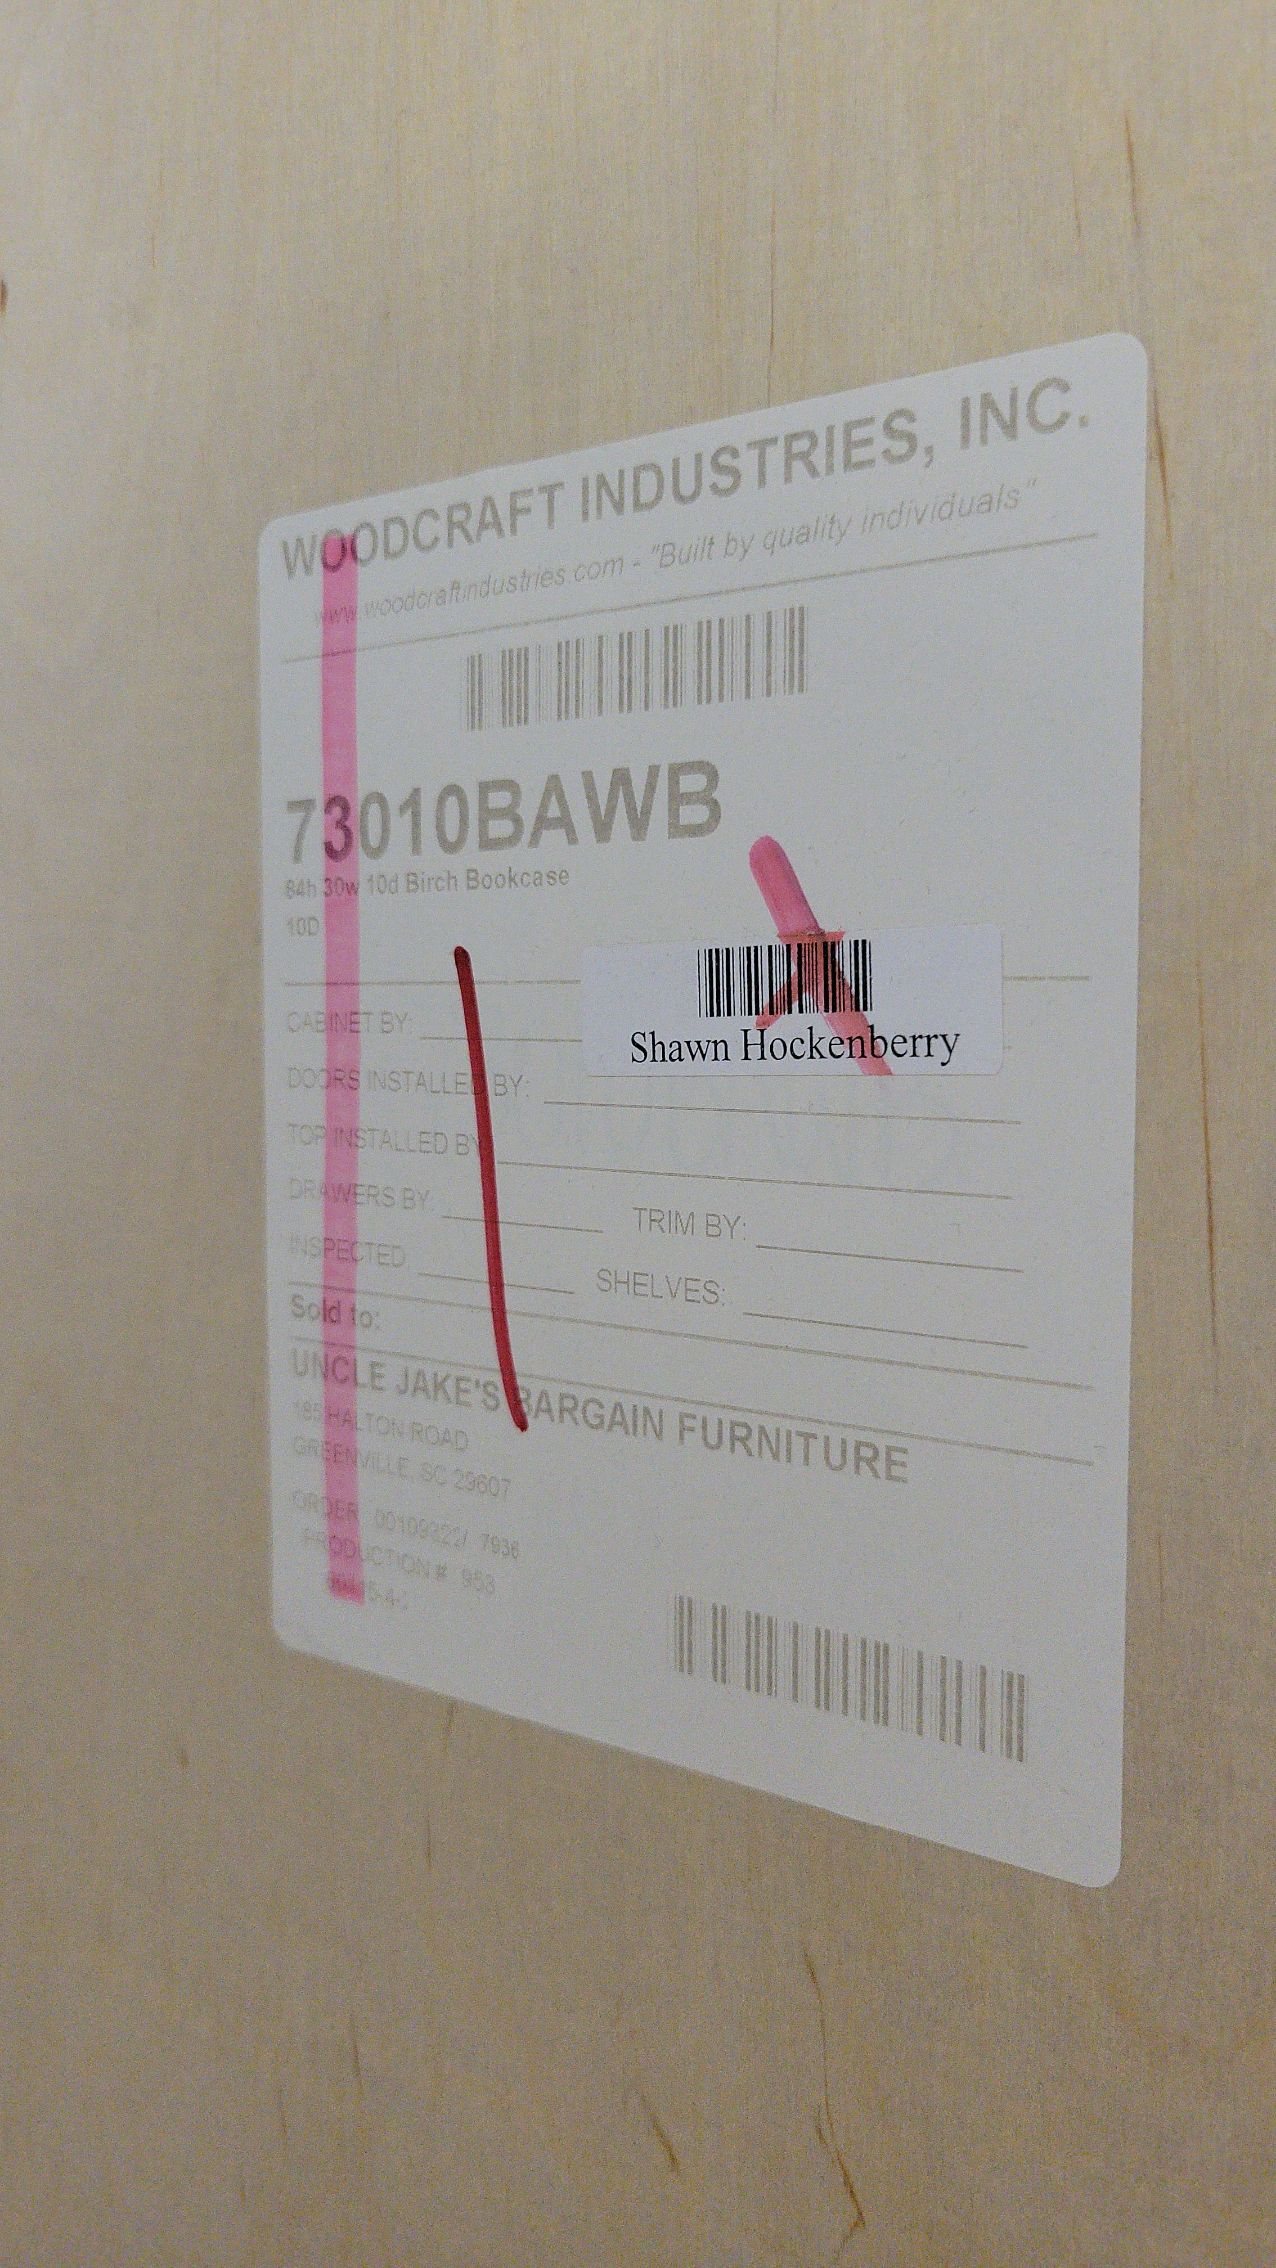 WOODCRAFT INDUSTRIES, INC.
www.woodcraftindustries.com - "Built by quality individuals"
73010BAWB
84h 30w 10d Birch Bookcase
10D
Shawn Hockenberry
CABINET BY:
DOORS INSTALLED BY:
TOP INSTALLED BY
DRAWERS BY: TRIM BY:
INSPECTED SHELVES:
Sold to:
UNCLE JAKE'S BARGAIN FURNITURE
185 HALTON ROAD
GREENVILLE, SC 29607
ORDER 7936
PRODUCTION # 953